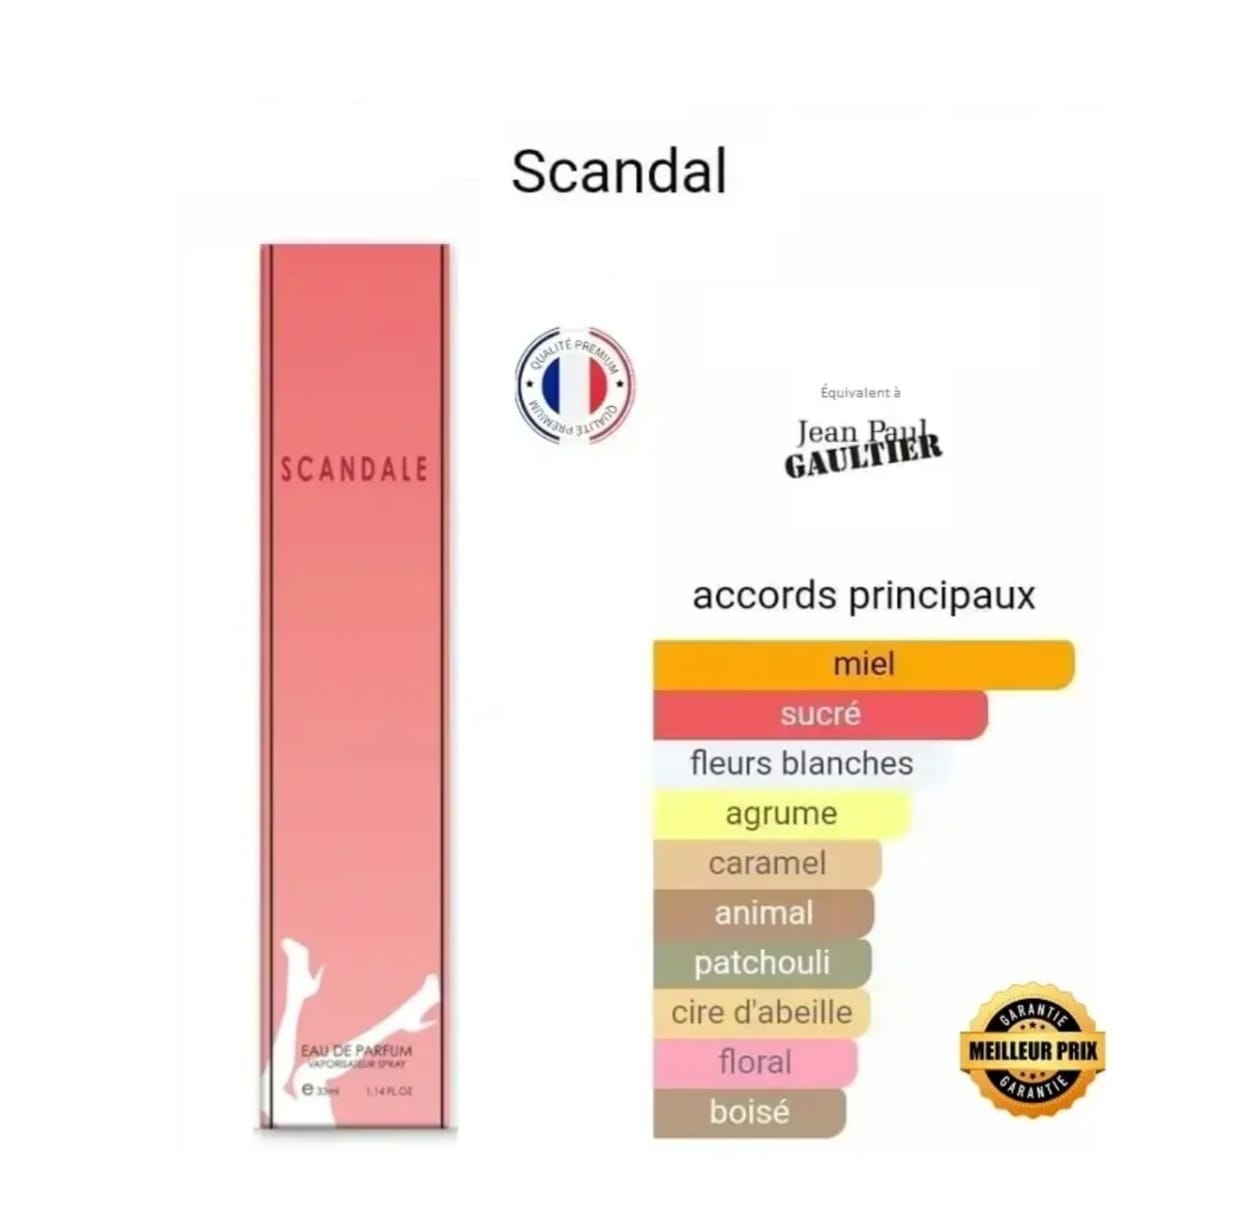 Scandal
SCANDALE
EAU DE PARFUM
VAPORISATEUR SPRAY
e 33ml 1.14 FL.OZ
QUALITÉ PREMIUM
QUALITÉ PREMIUM
Équivalent à
Jean Paul
GAULTIER
accords principaux
miel
sucré
fleurs blanches
agrume
caramel
animal
patchouli
cire d'abeille
floral
boisé
GARANTIE
MEILLEUR PRIX
GARANTIE